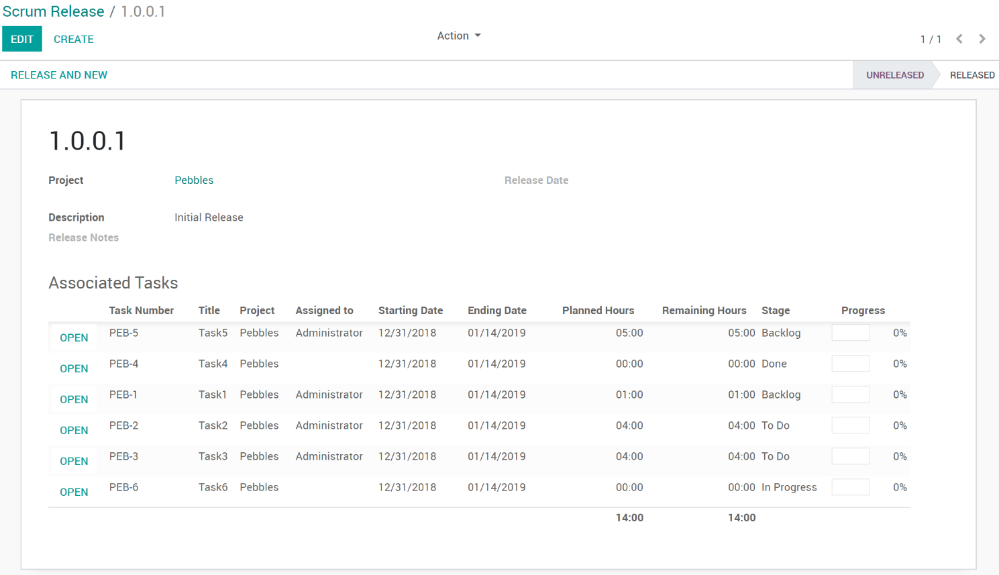 Scrum Release / 1.0.0.1
EDIT CREATE Action 1 / 1
RELEASE AND NEW UNRELEASED RELEASED
1.0.0.1
Project Pebbles Release Date
Description Initial Release
Release Notes
Associated Tasks
Task Number Title Project Assigned to Starting Date Ending Date Planned Hours Remaining Hours Stage Progress
OPEN PEB-5 Task5 Pebbles Administrator 12/31/2018 01/14/2019 05:00 05:00 Backlog 0%
OPEN PEB-4 Task4 Pebbles 12/31/2018 01/14/2019 00:00 00:00 Done 0%
OPEN PEB-1 Task1 Pebbles Administrator 12/31/2018 01/14/2019 01:00 01:00 Backlog 0%
OPEN PEB-2 Task2 Pebbles Administrator 12/31/2018 01/14/2019 04:00 04:00 To Do 0%
OPEN PEB-3 Task3 Pebbles Administrator 12/31/2018 01/14/2019 04:00 04:00 To Do 0%
OPEN PEB-6 Task6 Pebbles 12/31/2018 01/14/2019 00:00 00:00 In Progress 0%
14:00 14:00